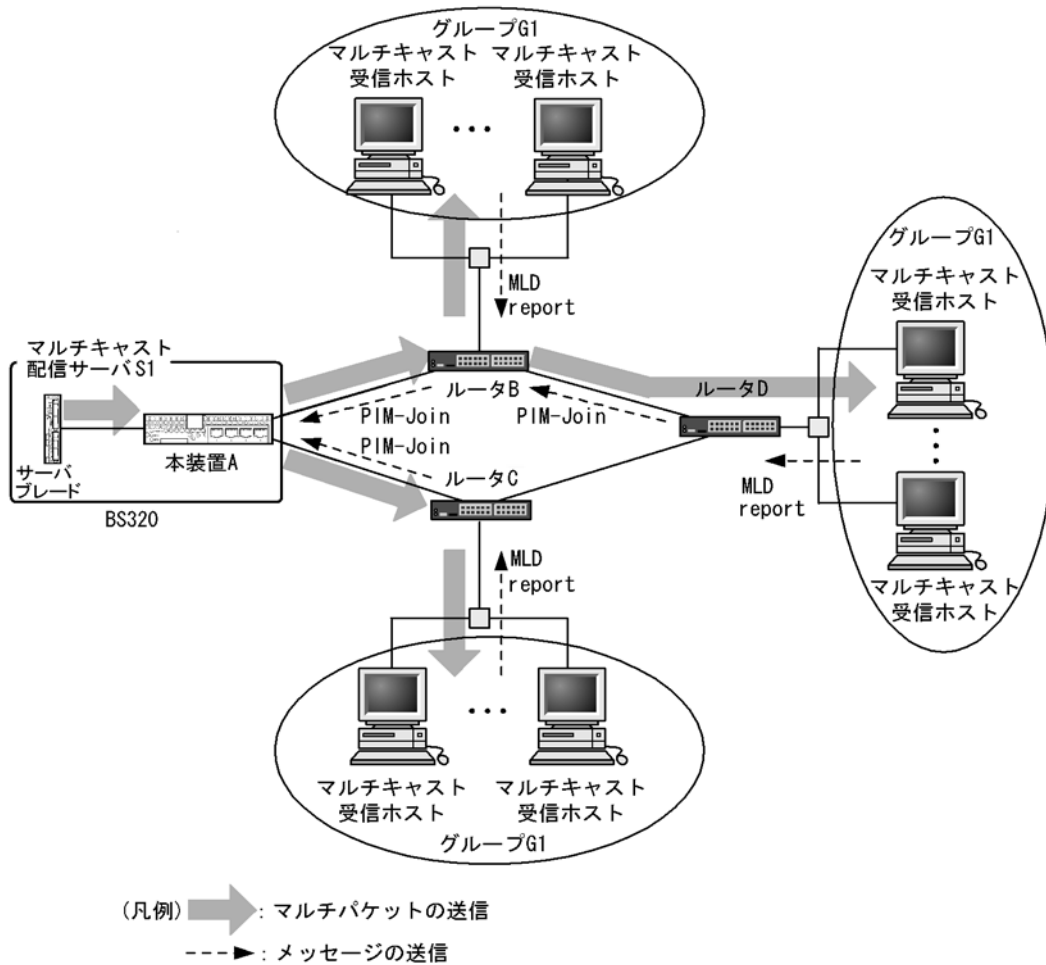 グループG1
マルチキャスト
受信ホスト
マルチキャスト
受信ホスト
MLD
report
グループG1
マルチキャスト
受信ホスト
マルチキャスト
受信ホスト
MLD
report
マルチキャスト
配信サーバS1
サーバ
ブレード
本装置A
BS320
ルータB
PIM-Join
PIM-Join
ルータD
PIM-Join
ルータC
MLD
report
マルチキャスト
受信ホスト
マルチキャスト
受信ホスト
グループG1
(凡例) : マルチパケットの送信
: メッセージの送信